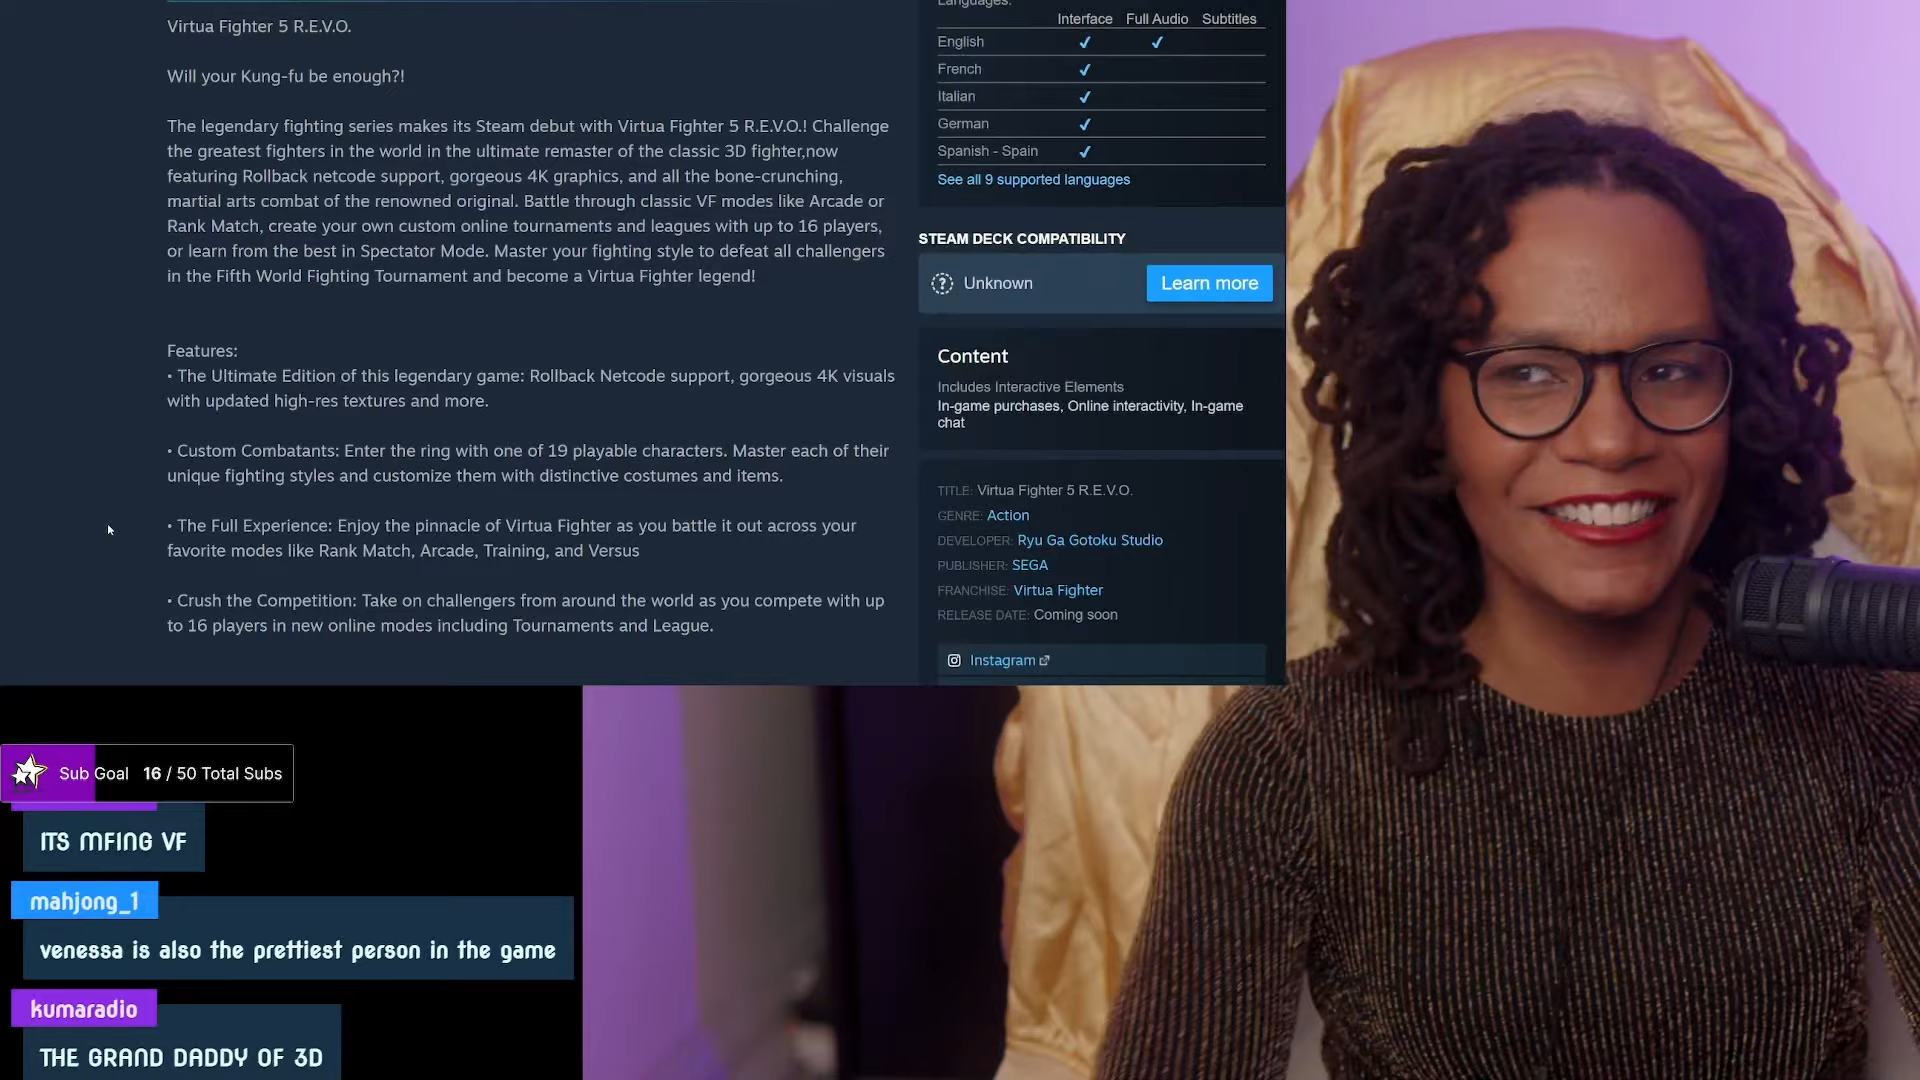 Virtua Fighter 5 R.E.V.O.
Will your Kung-fu be enough?!
The legendary fighting series makes its Steam debut with Virtua Fighter 5 R.E.V.O.! Challenge
the greatest fighters in the world in the ultimate remaster of the classic 3D fighter,now
featuring Rollback netcode support, gorgeous 4K graphics, and all the bone-crunching,
martial arts combat of the renowned original. Battle through classic VF modes like Arcade or
Rank Match, create your own custom online tournaments and leagues with up to 16 players,
or learn from the best in Spectator Mode. Master your fighting style to defeat all challengers
in the Fifth World Fighting Tournament and become a Virtua Fighter legend!
Features:
• The Ultimate Edition of this legendary game: Rollback Netcode support, gorgeous 4K visuals
with updated high-res textures and more.
• Custom Combatants: Enter the ring with one of 19 playable characters. Master each of their
unique fighting styles and customize them with distinctive costumes and items.
• The Full Experience: Enjoy the pinnacle of Virtua Fighter as you battle it out across your
favorite modes like Rank Match, Arcade, Training, and Versus
• Crush the Competition: Take on challengers from around the world as you compete with up
to 16 players in new online modes including Tournaments and League.
Languages:
Interface Full Audio Subtitles
English ✔ ✔
French ✔
Italian ✔
German ✔
Spanish - Spain ✔
See all 9 supported languages
STEAM DECK COMPATIBILITY
Unknown Learn more
Content
Includes Interactive Elements
In-game purchases, Online interactivity, In-game
chat
TITLE: Virtua Fighter 5 R.E.V.O.
GENRE: Action
DEVELOPER: Ryu Ga Gotoku Studio
PUBLISHER: SEGA
FRANCHISE: Virtua Fighter
RELEASE DATE: Coming soon
Instagram
Sub Goal 16 / 50 Total Subs
ITS MFING VF
mahjong_1
venessa is also the prettiest person in the game
kumaradio
THE GRAND DADDY OF 3D